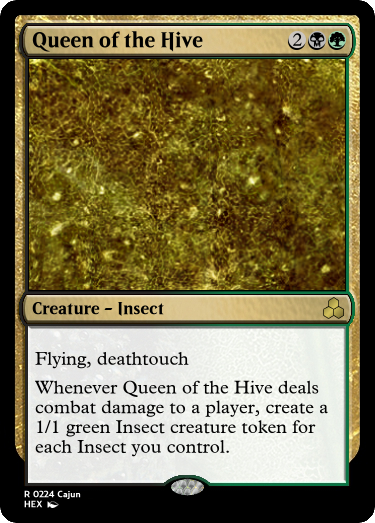 Queen of the Hive 2
Creature – Insect
Flying, deathtouch
Whenever Queen of the Hive deals
combat damage to a player, create a
1/1 green Insect creature token for
each Insect you control.
R 0224 Cajun
HEX